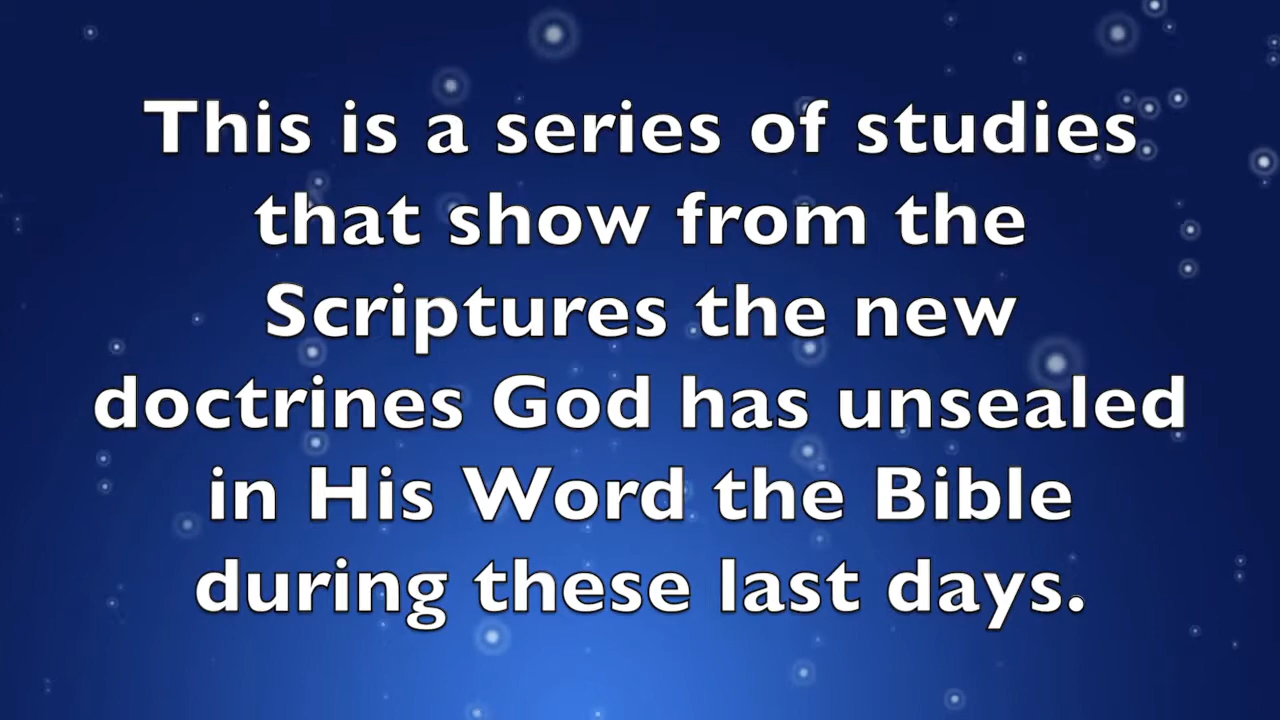 This is a series of studies
that show from the
Scriptures the new
doctrines God has unsealed
in His Word the Bible
during these last days.